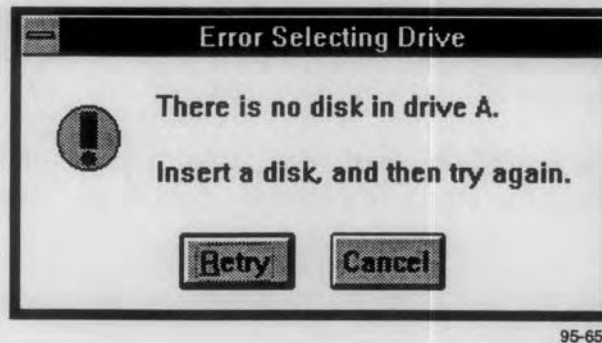 Error Selecting Drive
There is no disk in drive A.
Insert a disk, and then try again.
Retry
Cancel
95-65